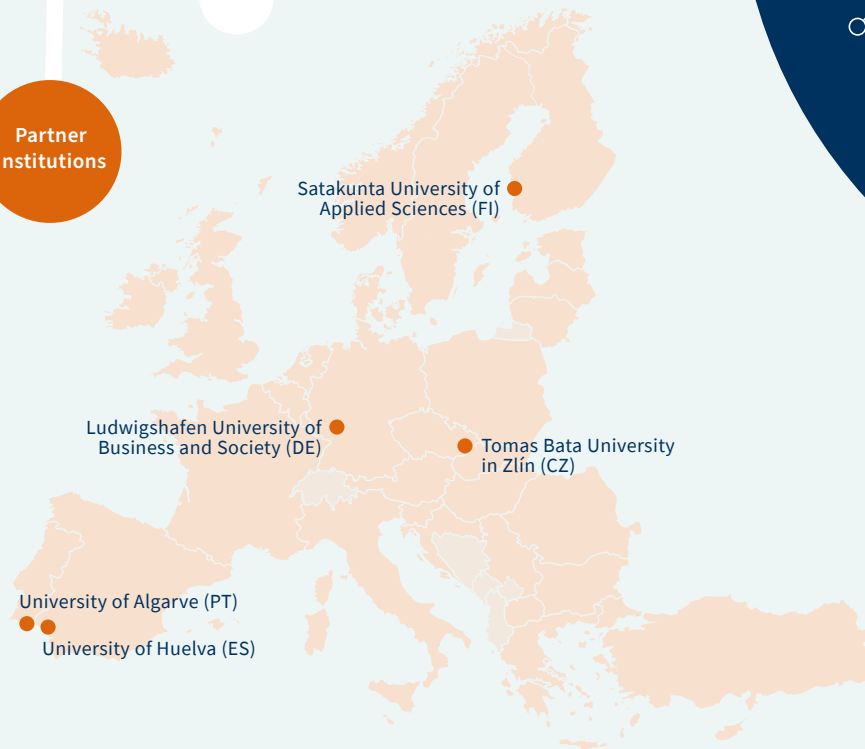 Partner
nstitutions
Satakunta University of
Applied Sciences (FI)
Ludwigshafen University of
Business and Society (DE)
Tomas Bata University
in Zlín (CZ)
University of Algarve (PT)
University of Huelva (ES)